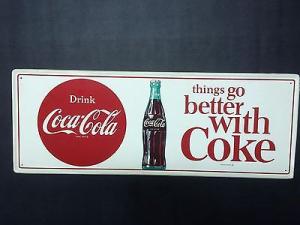 Drink
Coca-Cola
Coca-Cola
things go
better
with
Coke